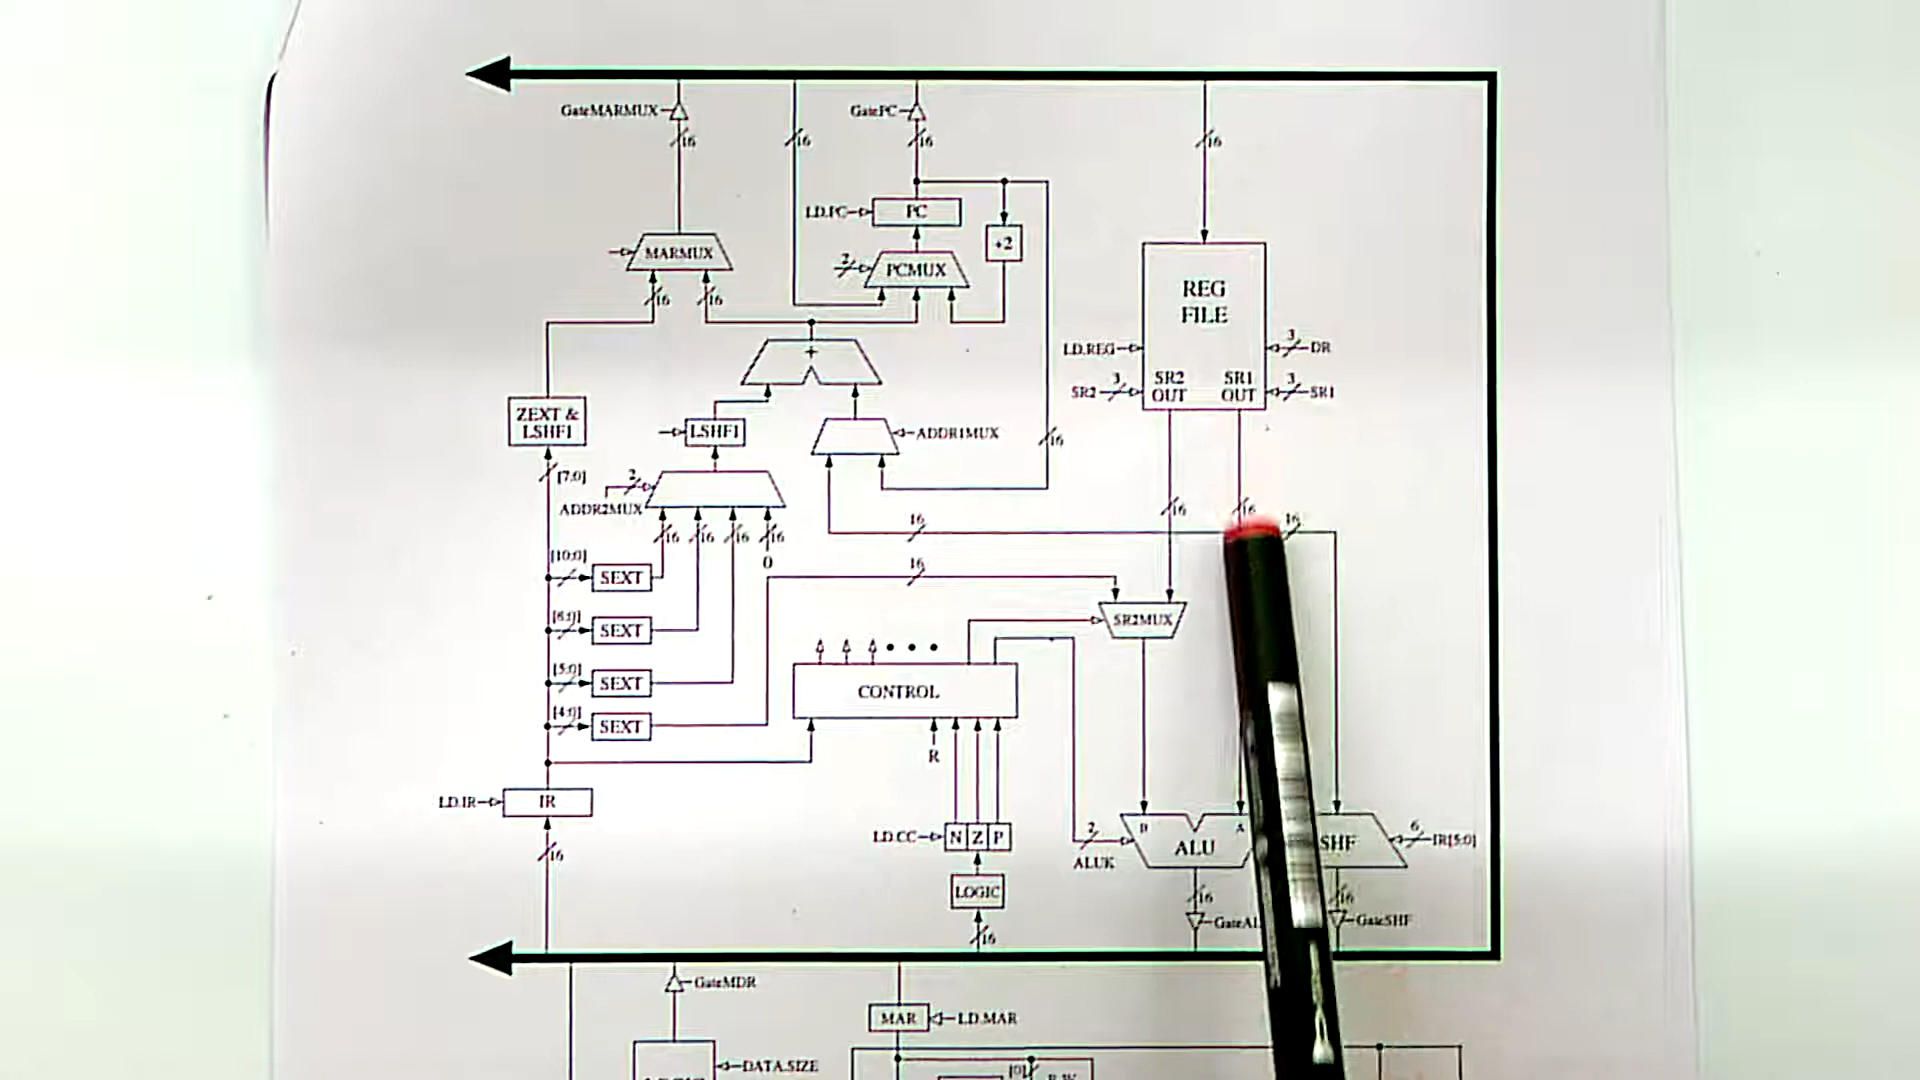 GateMARMUX
GatePC
16
16
16
16
LD.PC
PC
+2
MARMUX
2
PCMUX
16
16
REG
FILE
+
LD.REG
3
DR
SR2
3
SR2
OUT
SR1
OUT
3
SR1
ZEXT &
LSHF1
LSHF1
ADDR1MUX
16
[7:0]
2
ADDR2MUX
16
16
16
16
0
16
16
16
16
[10:0]
SEXT
16
[6:0]
SEXT
SR2MUX
[5:0]
SEXT
CONTROL
[4:0]
SEXT
R
LD.IR
IR
LD.CC
N
Z
P
2
ALUK
B
A
ALU
SHF
6
IR[5:0]
16
LOGIC
16
16
16
GateAL
GateSHF
GateMDR
MAR
LD.MAR
DATA.SIZE
[0]